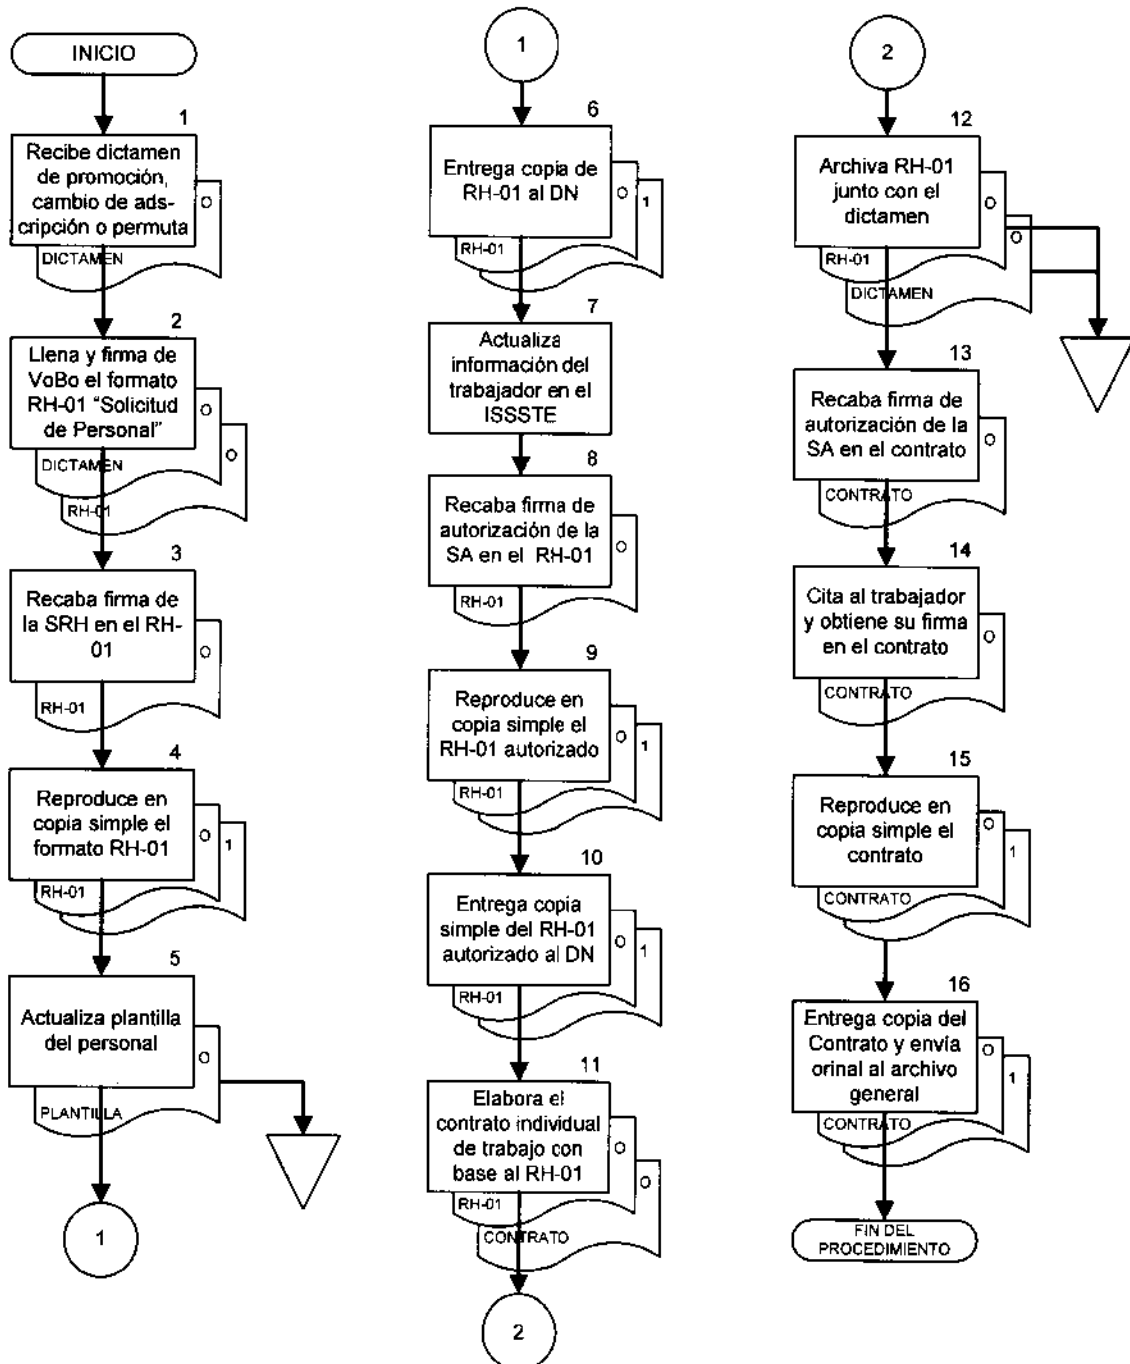 INICIO
1
Recibe dictamen
de promoción,
cambio de ads-
cripción o permuta
O
DICTAMEN
2
Llena y firma de
VoBo el formato
RH-01 "Solicitud
de Personal"
O
O
DICTAMEN
RH-01
3
Recaba firma de
la SRH en el RH-
01
O
RH-01
4
Reproduce en
copia simple el
formato RH-01
O
1
RH-01
5
Actualiza plantilla
del personal
O
PLANTILLA
1
1
6
Entrega copia de
RH-01 al DN
O
1
RH-01
7
Actualiza
información del
trabajador en el
ISSSTE
8
Recaba firma de
autorización de la
SA en el RH-01
O
RH-01
9
Reproduce en
copia simple el
RH-01 autorizado
O
1
RH-01
10
Entrega copia
simple del RH-01
autorizado al DN
O
1
RH-01
11
Elabora el
contrato individual
de trabajo con
base al RH-01
O
O
RH-01
CONTRATO
2
2
12
Archiva RH-01
junto con el
dictamen
O
O
RH-01
DICTAMEN
13
Recaba firma de
autorización de la
SA en el contrato
O
CONTRATO
14
Cita al trabajador
y obtiene su firma
en el contrato
O
CONTRATO
15
Reproduce en
copia simple el
contrato
O
1
CONTRATO
16
Entrega copia del
Contrato y envía
orinal al archivo
general
O
1
CONTRATO
FIN DEL
PROCEDIMIENTO